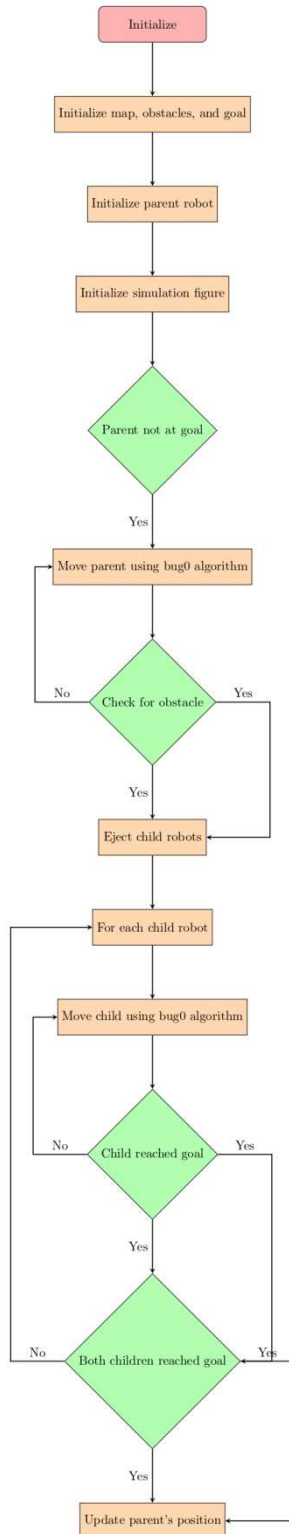 Initialize
Initialize map, obstacles, and goal
Initialize parent robot
Initialize simulation figure
Parent not at goal
Yes
Move parent using bug0 algorithm
No
Check for obstacle
Yes
Yes
Eject child robots
For each child robot
Move child using bug0 algorithm
No
Child reached goal
Yes
Yes
No
Both children reached goal
Yes
Yes
Update parent's position